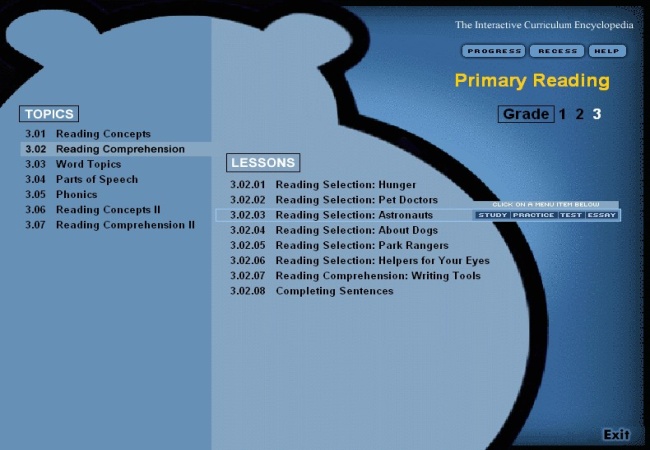 The Interactive Curriculum Encyclopedia
PROGRESS RECESS HELP
Primary Reading
Grade 1 2 3
TOPICS
3.01 Reading Concepts
3.02 Reading Comprehension
3.03 Word Topics
3.04 Parts of Speech
3.05 Phonics
3.06 Reading Concepts II
3.07 Reading Comprehension II
LESSONS
3.02.01 Reading Selection: Hunger
3.02.02 Reading Selection: Pet Doctors
CLICK ON A MENU ITEM BELOW
3.02.03 Reading Selection: Astronauts STUDY PRACTICE TEST ESSAY
3.02.04 Reading Selection: About Dogs
3.02.05 Reading Selection: Park Rangers
3.02.06 Reading Selection: Helpers for Your Eyes
3.02.07 Reading Comprehension: Writing Tools
3.02.08 Completing Sentences
Exit